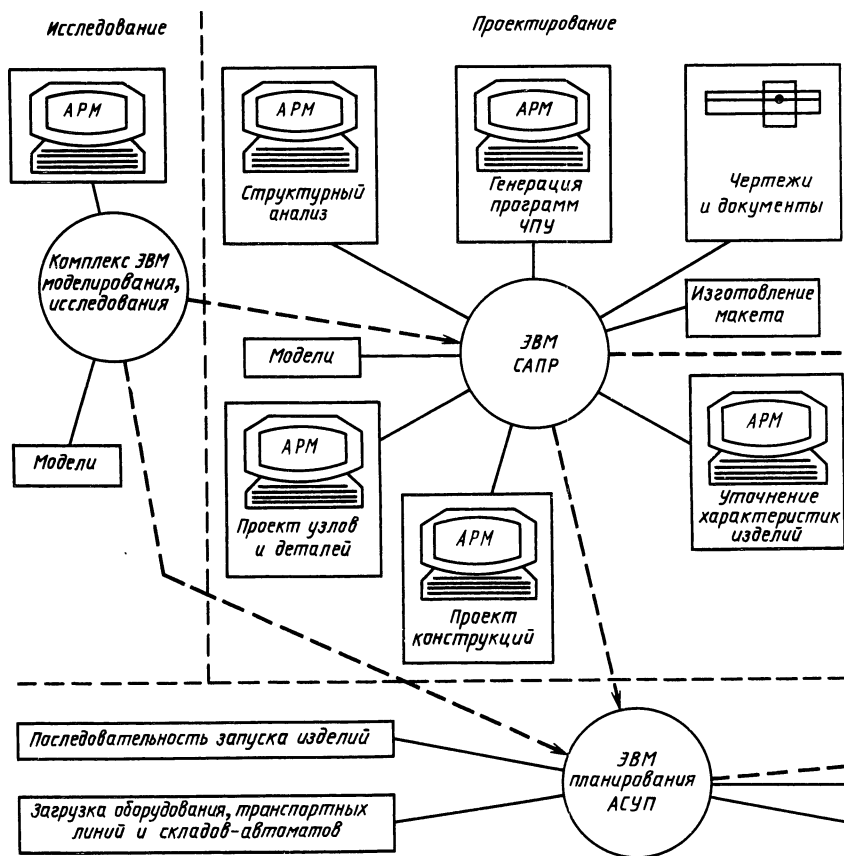 Исследование
Проектирование
АРМ
АРМ
Структурный
анализ
АРМ
Генерация
программ
ЧПУ
Чертежи
и документы
Комплекс ЭВМ
моделирования,
исследования
Модели
Модели
ЭВМ
САПР
Изготовление
макета
АРМ
Проект узлов
и деталей
АРМ
Проект
конструкций
АРМ
Уточнение
характеристик
изделий
Последовательность запуска изделий
Загрузка оборудования, транспортных
линий и складов-автоматов
ЭВМ
планирования
АСУП